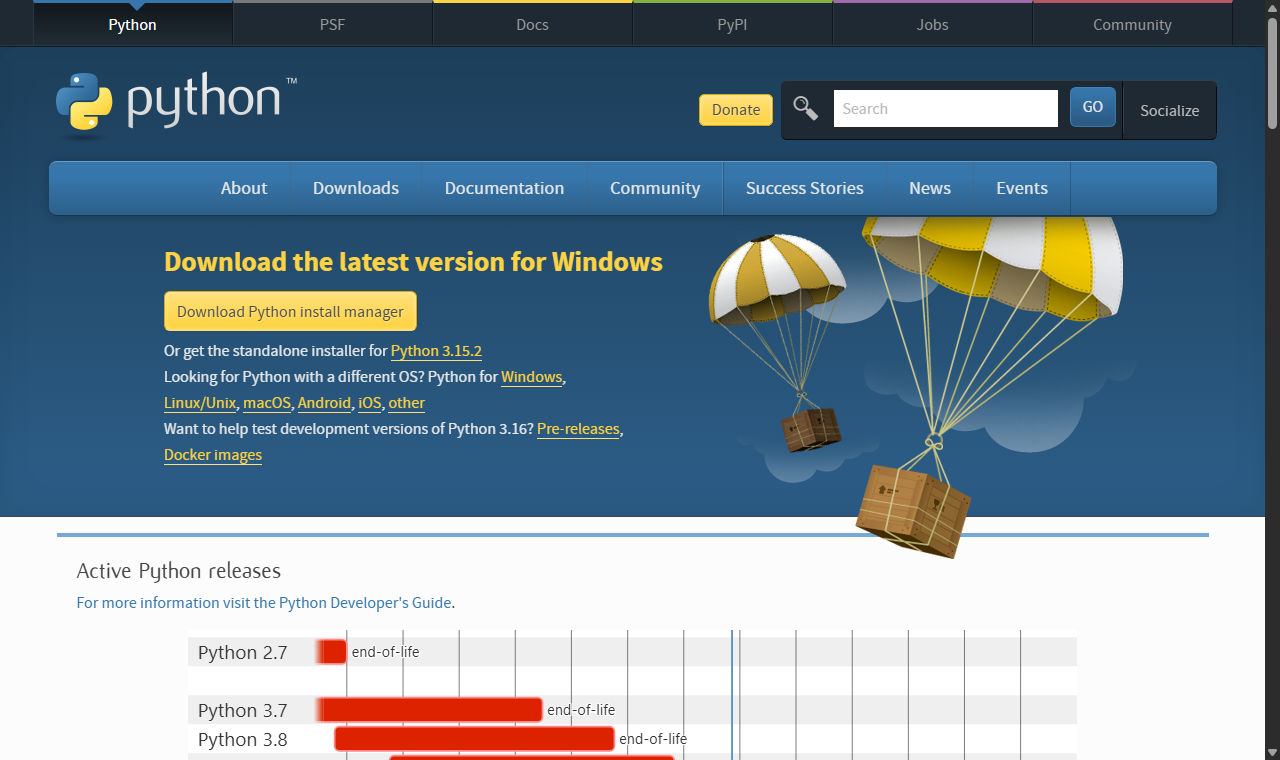 Python PSF Docs PyPI Jobs Community
python™
Donate Search GO Socialize
About Downloads Documentation Community Success Stories News Events
Download the latest version for Windows
Download Python install manager
Or get the standalone installer for Python 3.15.2
Looking for Python with a different OS? Python for Windows,
Linux/Unix, macOS, Android, iOS, other
Want to help test development versions of Python 3.16? Pre-releases,
Docker images
Active Python releases
For more information visit the Python Developer's Guide.
Python 2.7 end-of-life
Python 3.7 end-of-life
Python 3.8 end-of-life